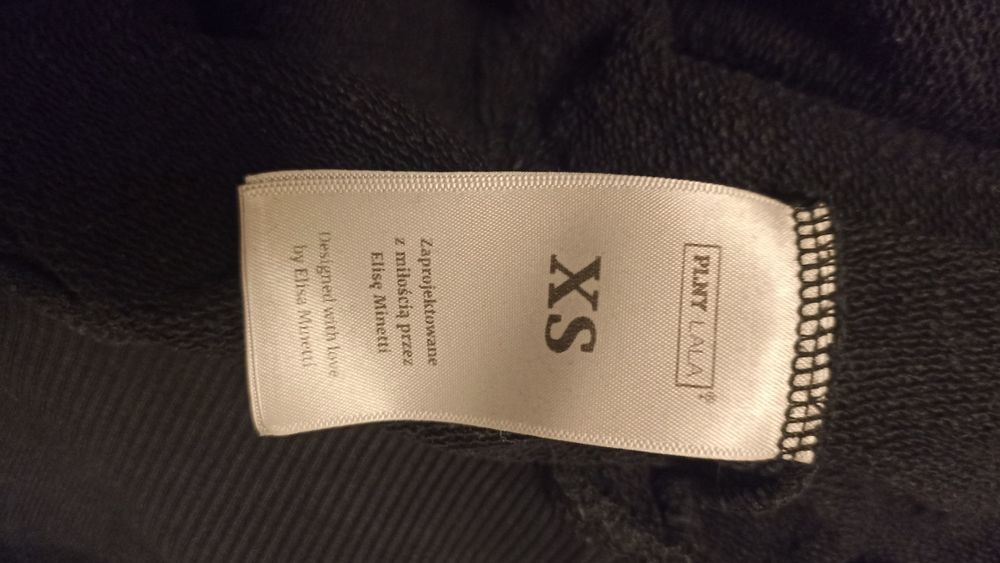 PLNY LALA®
XS
Zaprojektowane
z miłością przez
Elisę Minetti
Designed with love
by Elisa Minetti